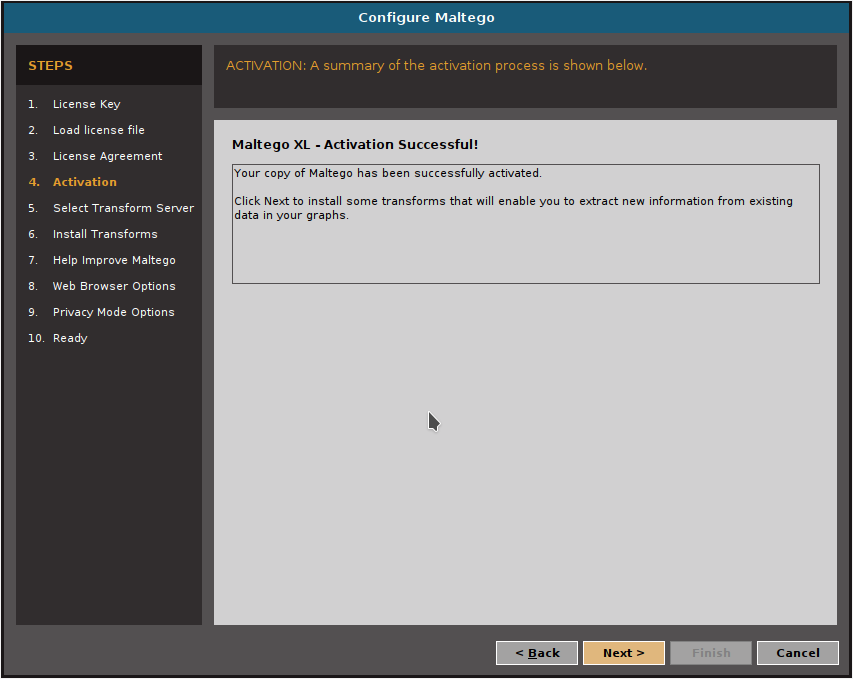 Configure Maltego
STEPS
1. License Key
2. Load license file
3. License Agreement
4. Activation
5. Select Transform Server
6. Install Transforms
7. Help Improve Maltego
8. Web Browser Options
9. Privacy Mode Options
10. Ready
ACTIVATION: A summary of the activation process is shown below.
Maltego XL - Activation Successful!
Your copy of Maltego has been successfully activated.
Click Next to install some transforms that will enable you to extract new information from existing
data in your graphs.
< Back
Next >
Finish
Cancel